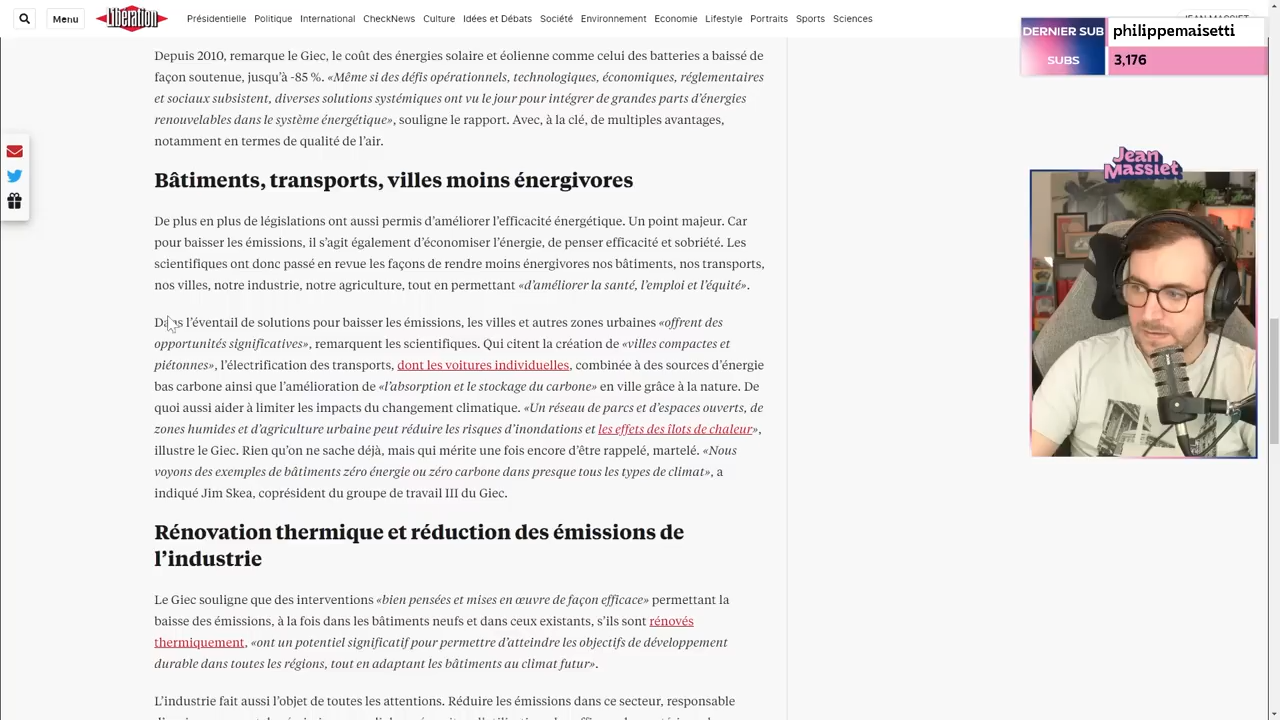 Menu
Libération
Présidentielle Politique International CheckNews Culture Idées et Débats Société Environnement Economie Lifestyle Portraits Sports Sciences
DERNIER SUB
philippemaisetti
SUBS
3,176
Jean
Massiet
Depuis 2010, remarque le Giec, le coût des énergies solaire et éolienne comme celui des batteries a baissé de
façon soutenue, jusqu’à -85 %. «Même si des défis opérationnels, technologiques, économiques, réglementaires
et sociaux subsistent, diverses solutions systémiques ont vu le jour pour intégrer de grandes parts d’énergies
renouvelables dans le système énergétique», souligne le rapport. Avec, à la clé, de multiples avantages,
notamment en termes de qualité de l’air.
Bâtiments, transports, villes moins énergivores
De plus en plus de législations ont aussi permis d’améliorer l’efficacité énergétique. Un point majeur. Car
pour baisser les émissions, il s’agit également d’économiser l’énergie, de penser efficacité et sobriété. Les
scientifiques ont donc passé en revue les façons de rendre moins énergivores nos bâtiments, nos transports,
nos villes, notre industrie, notre agriculture, tout en permettant «d’améliorer la santé, l’emploi et l’équité».
Dans l’éventail de solutions pour baisser les émissions, les villes et autres zones urbaines «offrent des
opportunités significatives», remarquent les scientifiques. Qui citent la création de «villes compactes et
piétonnes», l’électrification des transports, dont les voitures individuelles, combinée à des sources d’énergie
bas carbone ainsi que l’amélioration de «l’absorption et le stockage du carbone» en ville grâce à la nature. De
quoi aussi aider à limiter les impacts du changement climatique. «Un réseau de parcs et d’espaces ouverts, de
zones humides et d’agriculture urbaine peut réduire les risques d’inondations et les effets des îlots de chaleur»,
illustre le Giec. Rien qu’on ne sache déjà, mais qui mérite une fois encore d’être rappelé, martelé. «Nous
voyons des exemples de bâtiments zéro énergie ou zéro carbone dans presque tous les types de climat», a
indiqué Jim Skea, coprésident du groupe de travail III du Giec.
Rénovation thermique et réduction des émissions de
l’industrie
Le Giec souligne que des interventions «bien pensées et mises en œuvre de façon efficace» permettant la
baisse des émissions, à la fois dans les bâtiments neufs et dans ceux existants, s’ils sont rénovés
thermiquement, «ont un potentiel significatif pour permettre d’atteindre les objectifs de développement
durable dans toutes les régions, tout en adaptant les bâtiments au climat futur».
L’industrie fait aussi l’objet de toutes les attentions. Réduire les émissions dans ce secteur, responsable